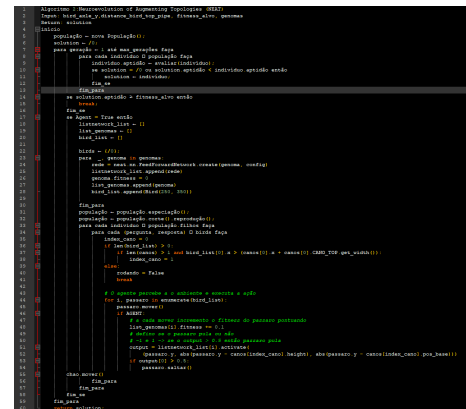 Algoritmo 1 Neuroevolution of Augmenting Topologies (NEAT)
Input: bird_axle_y,distance_bird_top_pipe, fitness_alvo, genomas
Return: solution
início
população ← nova População();
solution ← /0;
para geração ← 1 até max_gerações faça
para cada indivíduo população faça
indivíduo.aptidão ← avaliar(indivíduo);
se solution = /0 ou solution.aptidão < indivíduo.aptidão então
solution ← indivíduo;
fim_se
fim_para
se solution.aptidão ≥ fitness_alvo então
break;
fim_se
se Agent = True então
listnetwork_list ← []
list_genomas ← []
bird_list ← []
birds ← {/0};
para _, genoma in genomas:
rede = neat.nn.FeedForwardNetwork.create(genoma, config)
listnetwork_list.append(rede)
genoma.fitness = 0
list_genomas.append(genoma)
bird_list.append(Bird(250, 350))
fim_para
população ← população.especiação();
população ← população.corte() reprodução();
para cada indivíduo população.filhos faça
para cada (pergunta, resposta) birds faça
index_cano = 0
if len(bird_list) > 0:
if len(canos) > 1 and bird_list[0].x > (canos[0].x + canos[0].CANO_TOP.get_width()):
index_cano = 1
else:
rodando = False
break
# O agente percebe a o ambiente e executa a ação
for i, passaro in enumerate(bird_list):
passaro.mover()
if AGENT:
# a cada mover incremento o fitness do passaro pontuando
list_genomas[i].fitness += 0.1
# define se o passaro pula ou não
# -1 e 1 -> se o output > 0.5 então passaro pula
output = listnetwork_list[i].activate(
(passaro.y, abs(passaro.y - canos[index_cano].height), abs(passaro.y - canos[index_cano].pos_base)))
if output[0] > 0.5:
passaro.saltar()
chao.mover()
fim_para
fim_para
fim_se
fim_para
return solution;